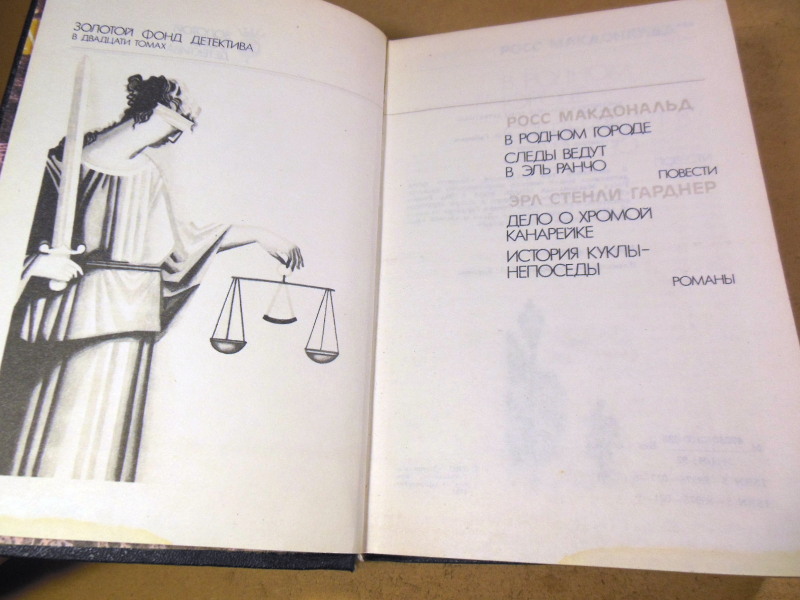 ЗОЛОТОЙ ФОНД ДЕТЕКТИВА
В ДВАДЦАТИ ТОМАХ
РОСС МАКДОНАЛЬД
В РОДНОМ ГОРОДЕ
СЛЕДЫ ВЕДУТ
В ЭЛЬ РАНЧО
ПОВЕСТИ
ЭРЛ СТЕНЛИ ГАРДНЕР
ДЕЛО О ХРОМОЙ
КАНАРЕЙКЕ
ИСТОРИЯ КУКЛЫ-
НЕПОСЕДЫ
РОМАНЫ